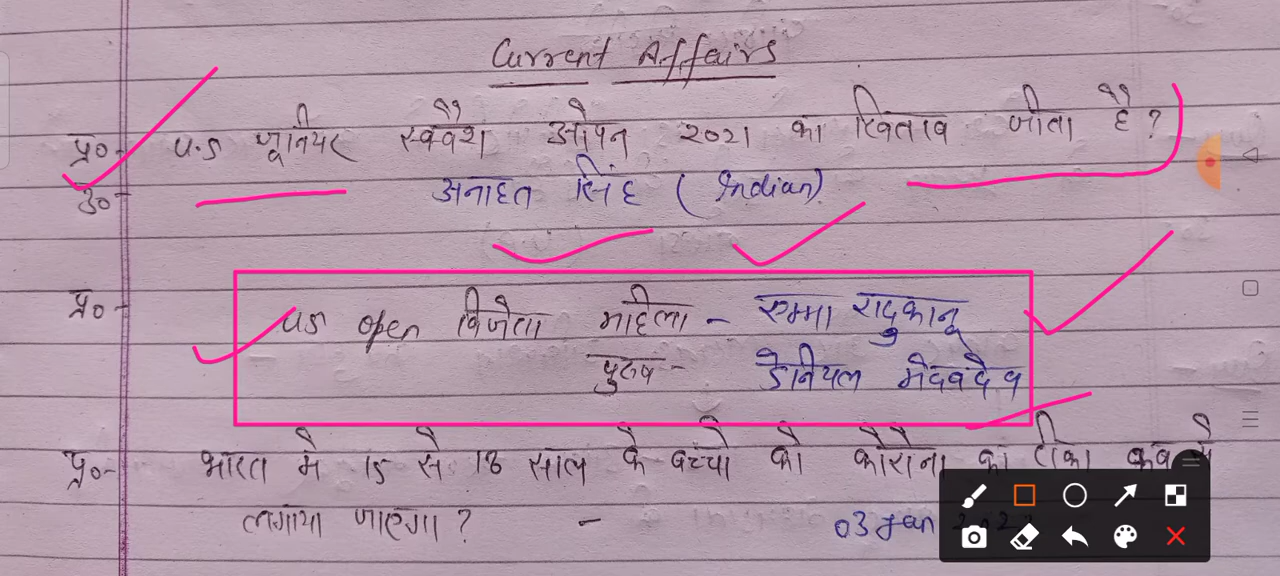 Current Affairs
प्र०- U.S जूनियर स्क्वैश ओपन 2021 का खिताब जीता है ?
उ०- अनाहत सिंह ( Indian)
प्र०- US open विजेता महिला - एम्मा रादुकानू
पुरुष - डेनियल मेदवदेव
प्र०- भारत मे 15 से 18 साल के बच्चो को कोरोना का टीका कब से
लगाया जाएगा ? - 03 Jan